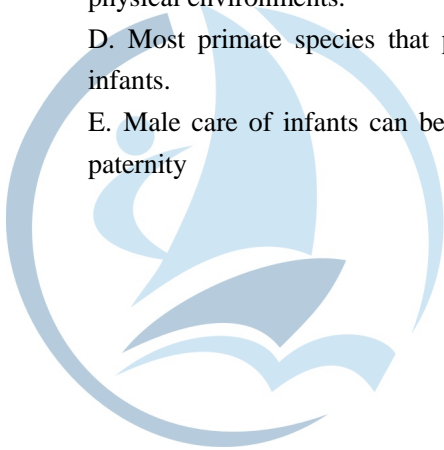 physical environments.
D. Most primate species that
infants.
E. Male care of infants can be
paternity